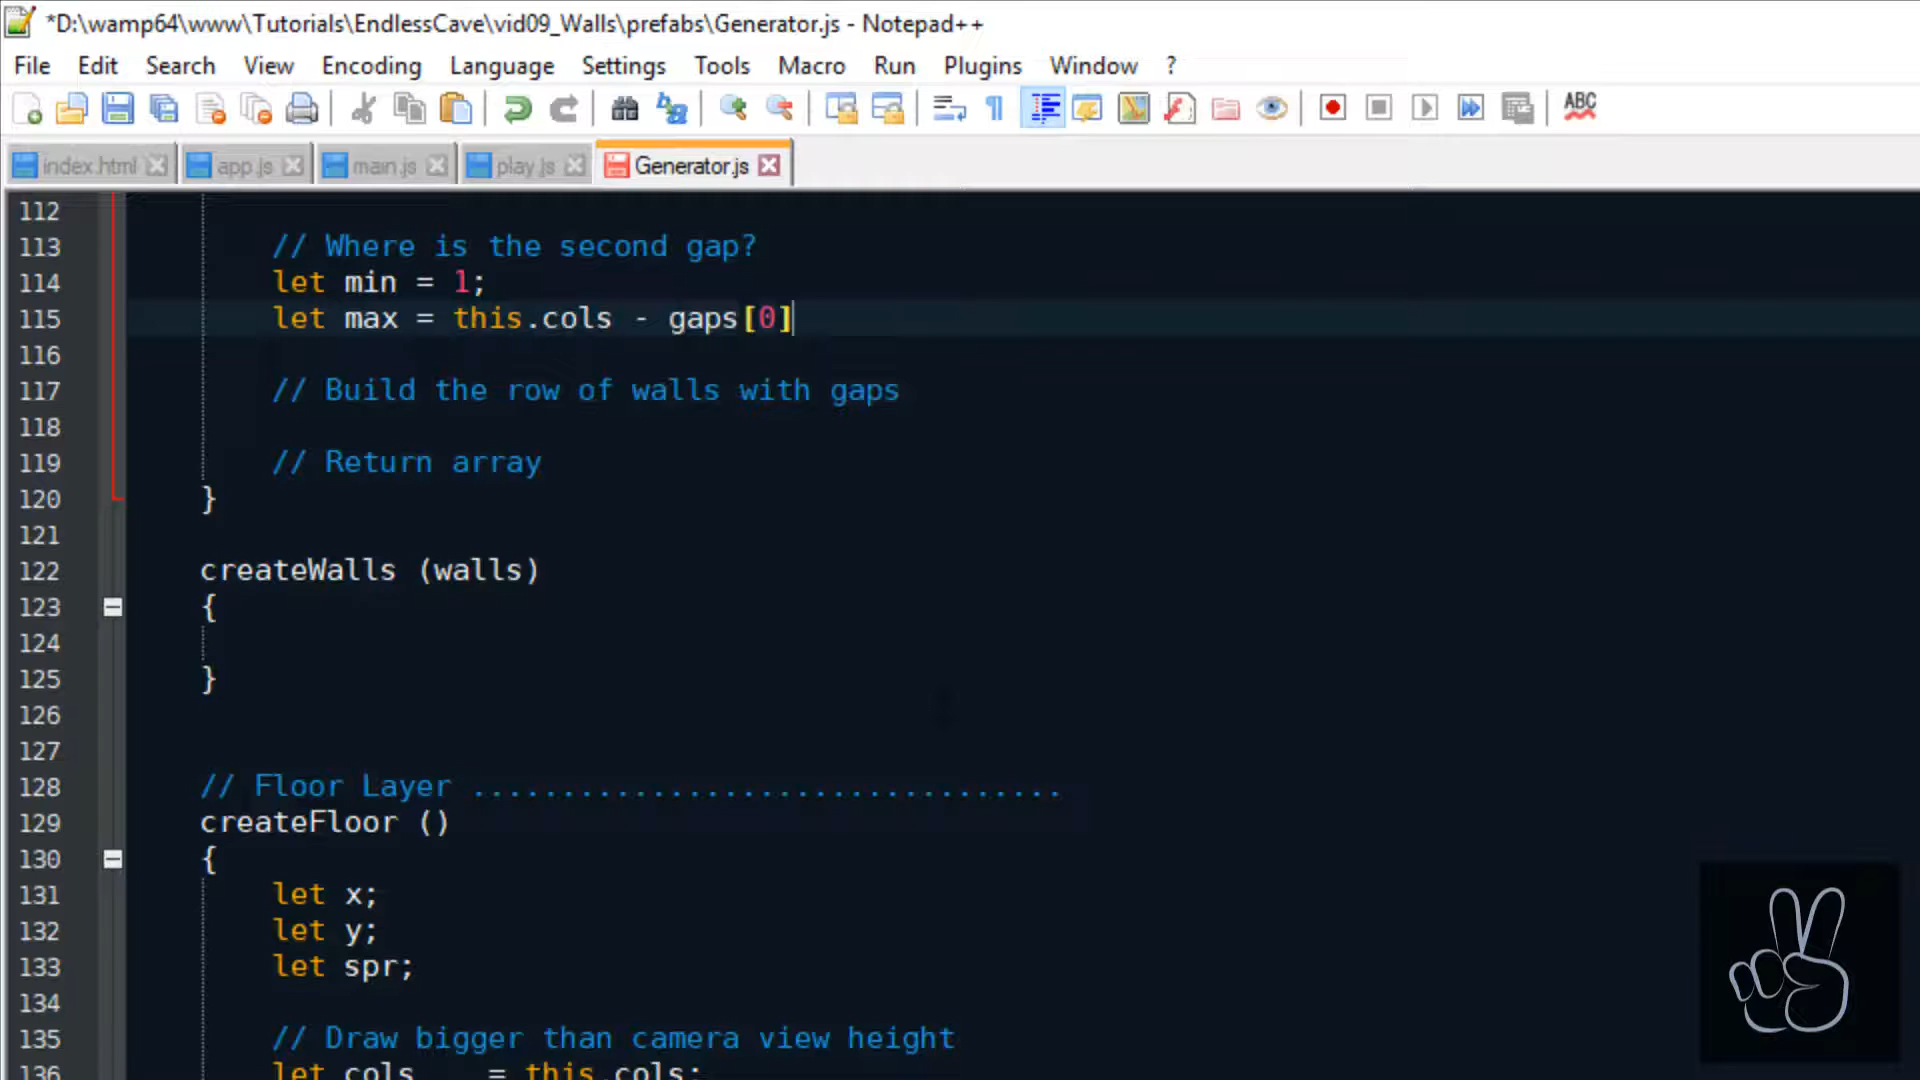 *D:\wamp64\www\Tutorials\EndlessCave\vid09_Walls\prefabs\Generator.js - Notepad++
File Edit Search View Encoding Language Settings Tools Macro Run Plugins Window ?
ABC
index.html app.js main.js play.js Generator.js
112
113 // Where is the second gap?
114 let min = 1;
115 let max = this.cols - gaps[0]
116
117 // Build the row of walls with gaps
118
119 // Return array
120 }
121
122 createWalls (walls)
123 {
124
125 }
126
127
128 // Floor Layer .................................
129 createFloor ()
130 {
131 let x;
132 let y;
133 let spr;
134
135 // Draw bigger than camera view height
136 let cols = this.cols;